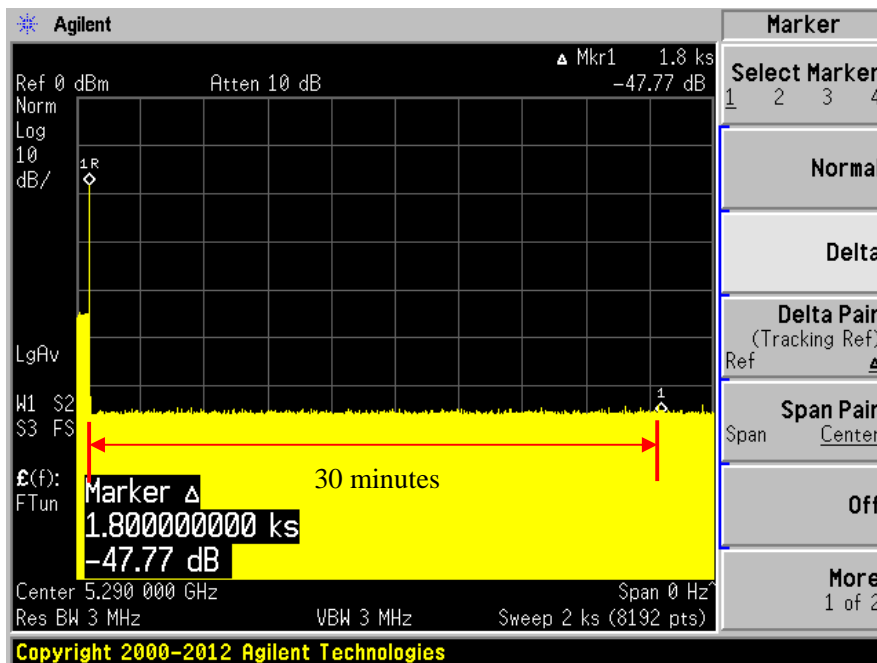 Agilent
Marker
Δ Mkr1 1.8 ks
Ref 0 dBm Atten 10 dB -47.77 dB
Norm
Log
10
dB/
1R
LgAv
W1 S2
S3 FS
£(f):
FTun
1
30 minutes
Marker Δ
1.800000000 ks
-47.77 dB
Center 5.290 000 GHz Span 0 Hz^
Res BW 3 MHz VBW 3 MHz Sweep 2 ks (8192 pts)
Copyright 2000-2012 Agilent Technologies
Select Marker
1 2 3 4
Normal
Delta
Delta Pair
(Tracking Ref)
Ref Δ
Span Pair
Span Center
Off
More
1 of 2